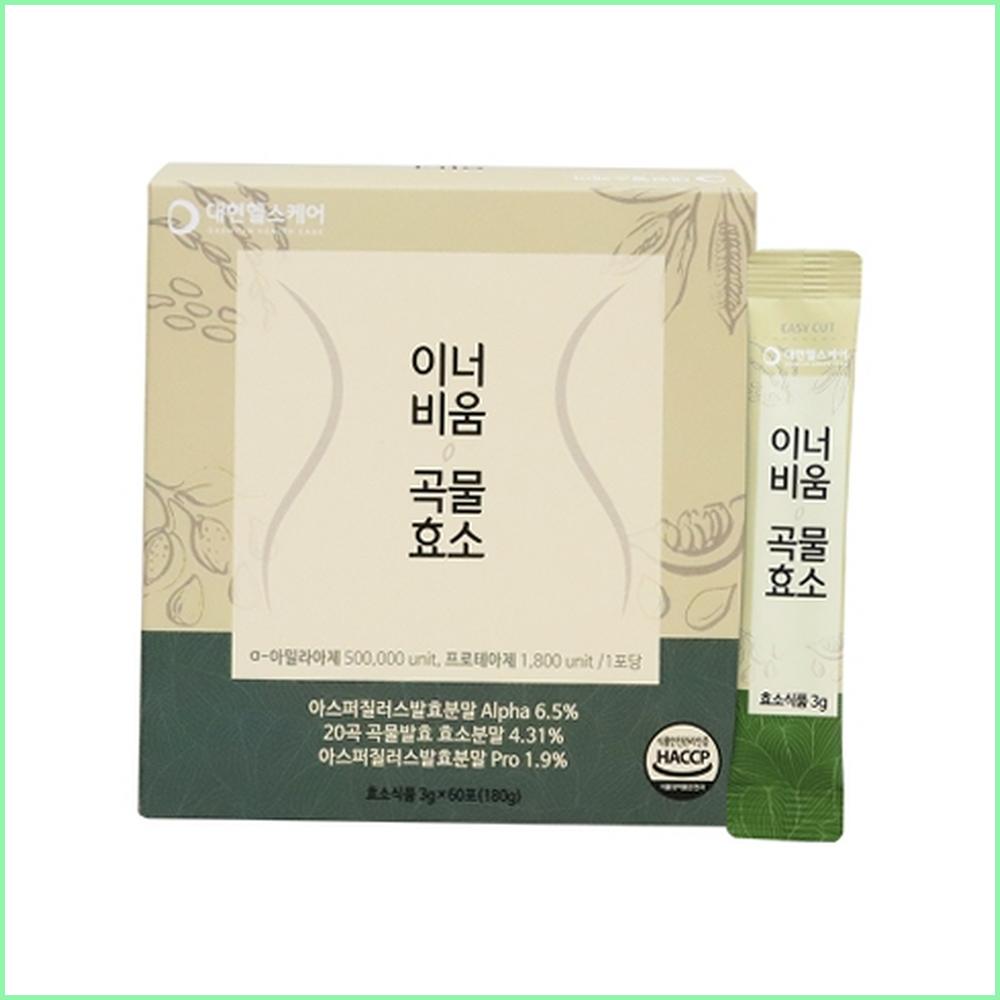 대한헬스케어
DAEHAN HEALTH CARE
이너
비움
곡물
효소
α-아밀라아제 500,000 unit, 프로테아제 1,800 unit /1포당
아스퍼질러스발효분말 Alpha 6.5%
20곡 곡물발효 효소분말 4.31%
아스퍼질러스발효분말 Pro 1.9%
효소식품 3g×60포(180g)
HACCP
EASY CUT
대한헬스케어
이너
비움
곡물
효소
효소식품 3g